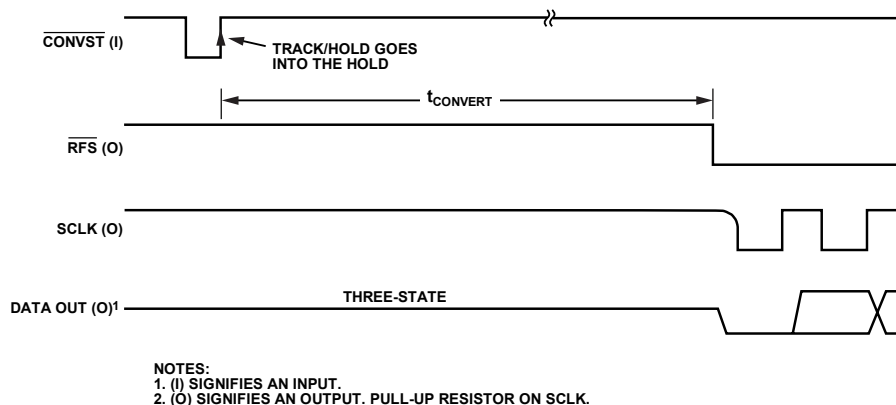 CONVST (I)
TRACK/HOLD GOES
INTO THE HOLD
tCONVERT
RFS (O)
SCLK (O)
THREE-STATE
DATA OUT (O)1
NOTES:
1. (I) SIGNIFIES AN INPUT.
2. (O) SIGNIFIES AN OUTPUT. PULL-UP RESISTOR ON SCLK.